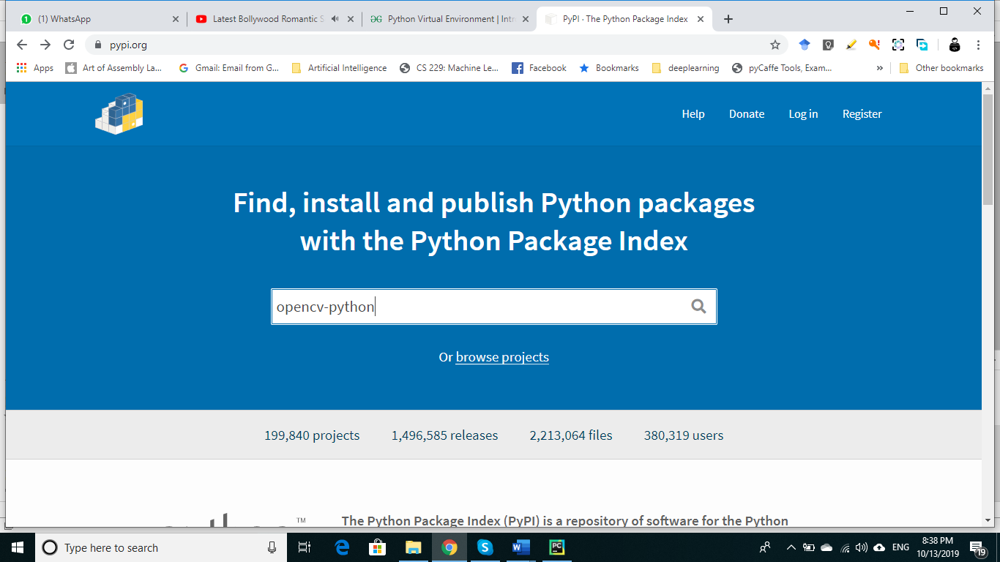 (1) WhatsApp
Latest Bollywood Romantic S
Python Virtual Environment | Intr
PyPI · The Python Package Index
pypi.org
Apps
Art of Assembly La...
Gmail: Email from G...
Artificial Intelligence
CS 229: Machine Le...
Facebook
Bookmarks
deeplearning
pyCaffe Tools, Exam...
»
Other bookmarks
Help
Donate
Log in
Register
Find, install and publish Python packages
with the Python Package Index
opencv-python
Or browse projects
199,840 projects
1,496,585 releases
2,213,064 files
380,319 users
TM
The Python Package Index (PyPI) is a repository of software for the Python
Type here to search
ENG
8:38 PM
10/13/2019
19